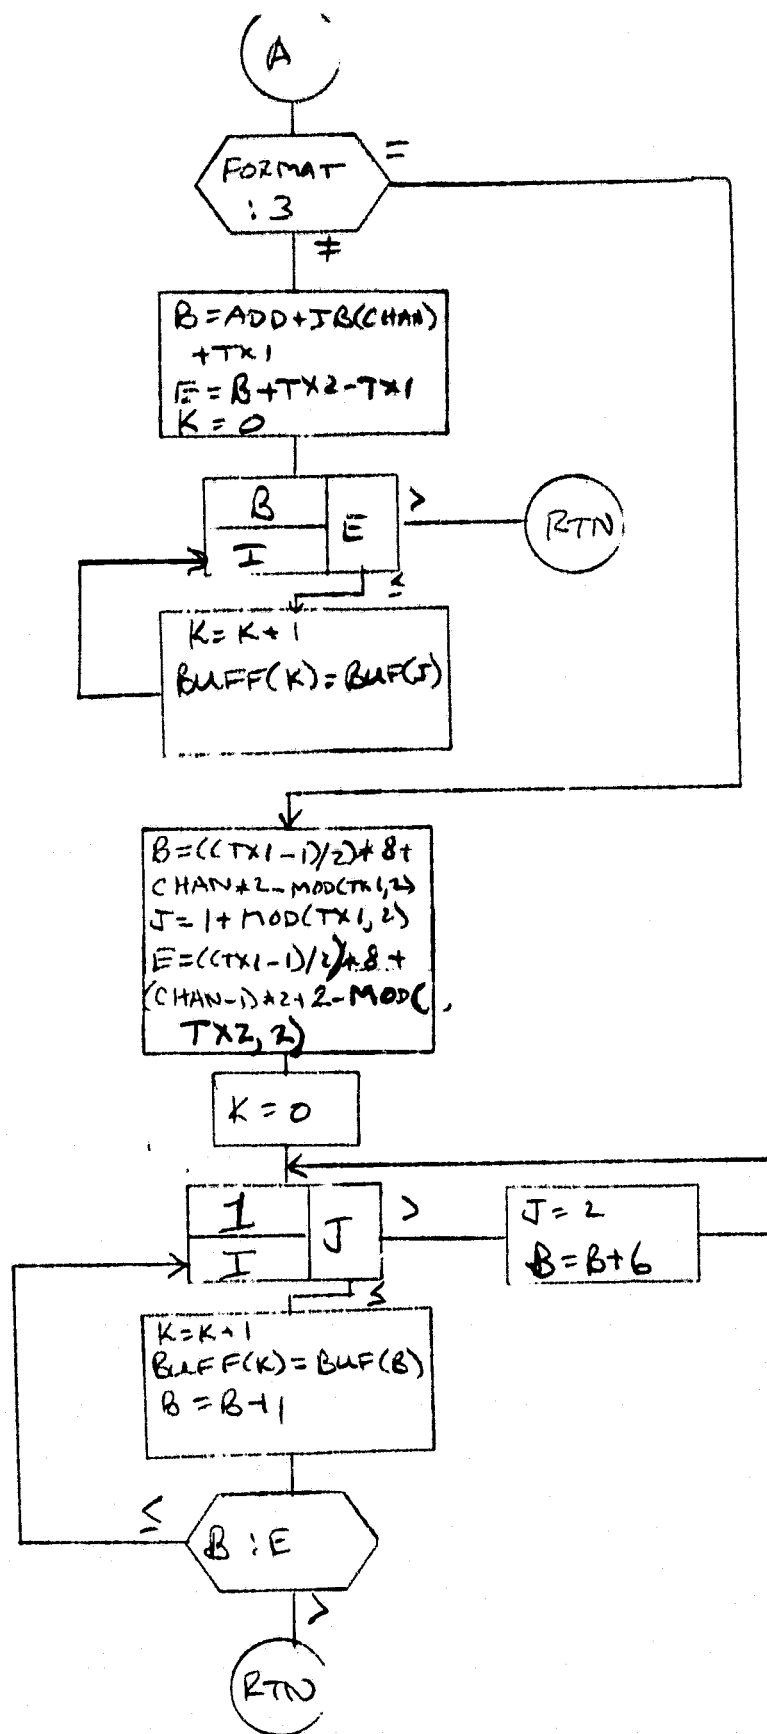 A
FORMAT
: 3
=
≠
B = ADD + JB(CHAN)
+ TX1
E = B + TX2 - TX1
K = 0
B
I
E
>
RTN
≤
K = K + 1
BUFF(K) = BUF(J)
B = ((TX1-1)/2)*8+
CHAN*2-MOD(TX1,2)
J = 1 + MOD(TX1,2)
E = ((TX1-1)/2)*8+
(CHAN-1)*2+2-MOD(
TX2,2)
K = 0
1
I
J
>
J = 2
B = B+6
≤
K = K+1
BUFF(K) = BUF(B)
B = B+1
≤
B : E
>
RTN